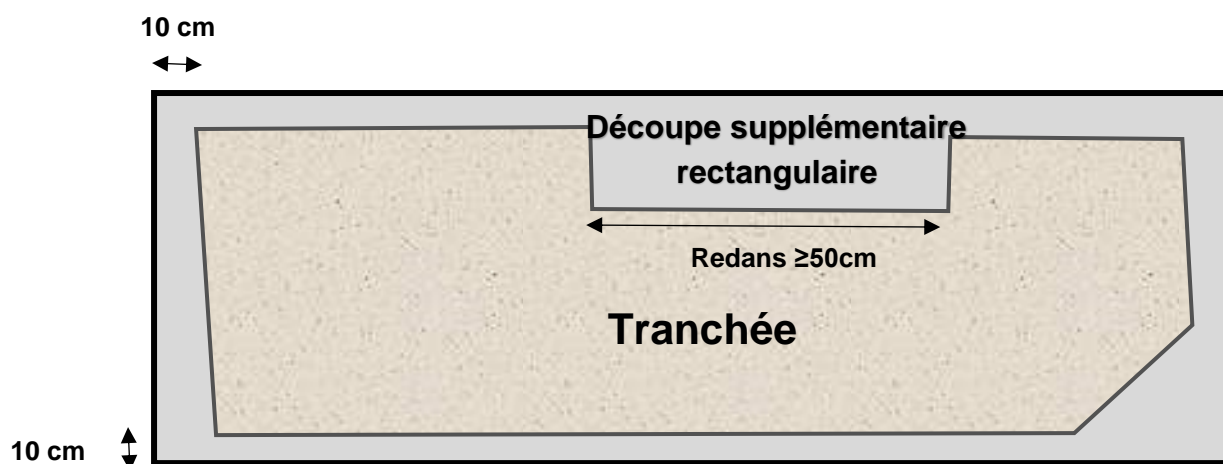 10 cm
Découpe supplémentaire
rectangulaire
Redans ≥50cm
Tranchée
10 cm